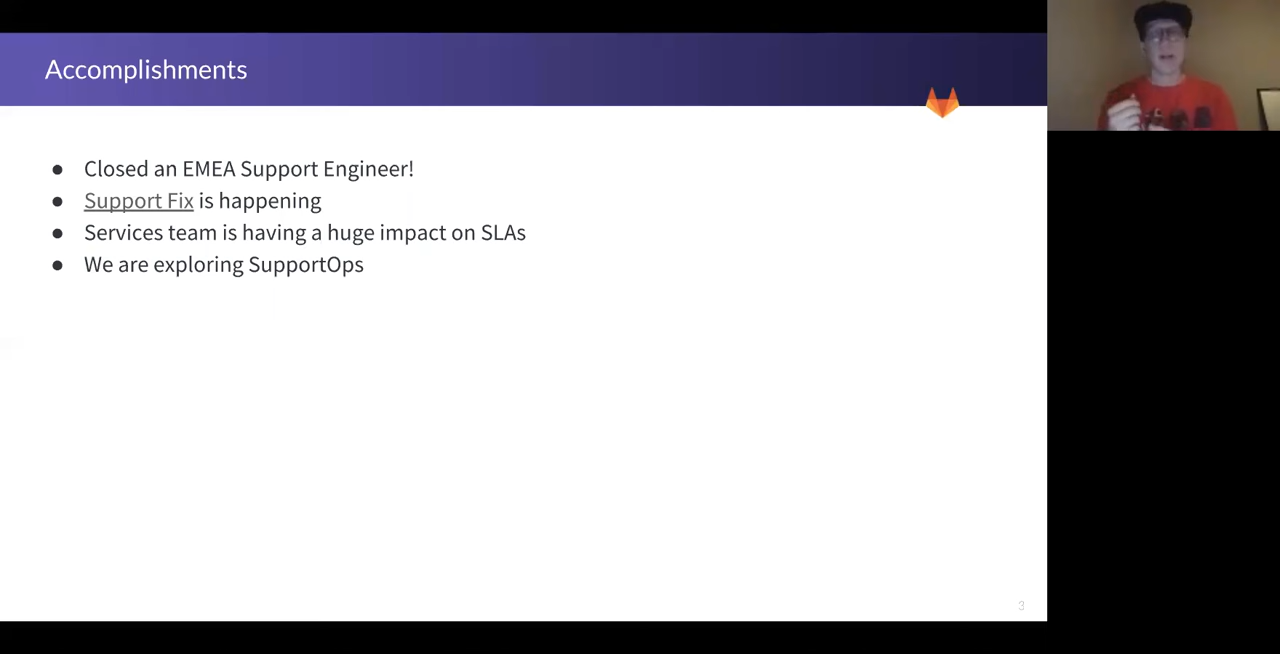 Accomplishments
● Closed an EMEA Support Engineer!
● Support Fix is happening
● Services team is having a huge impact on SLAs
● We are exploring SupportOps
3